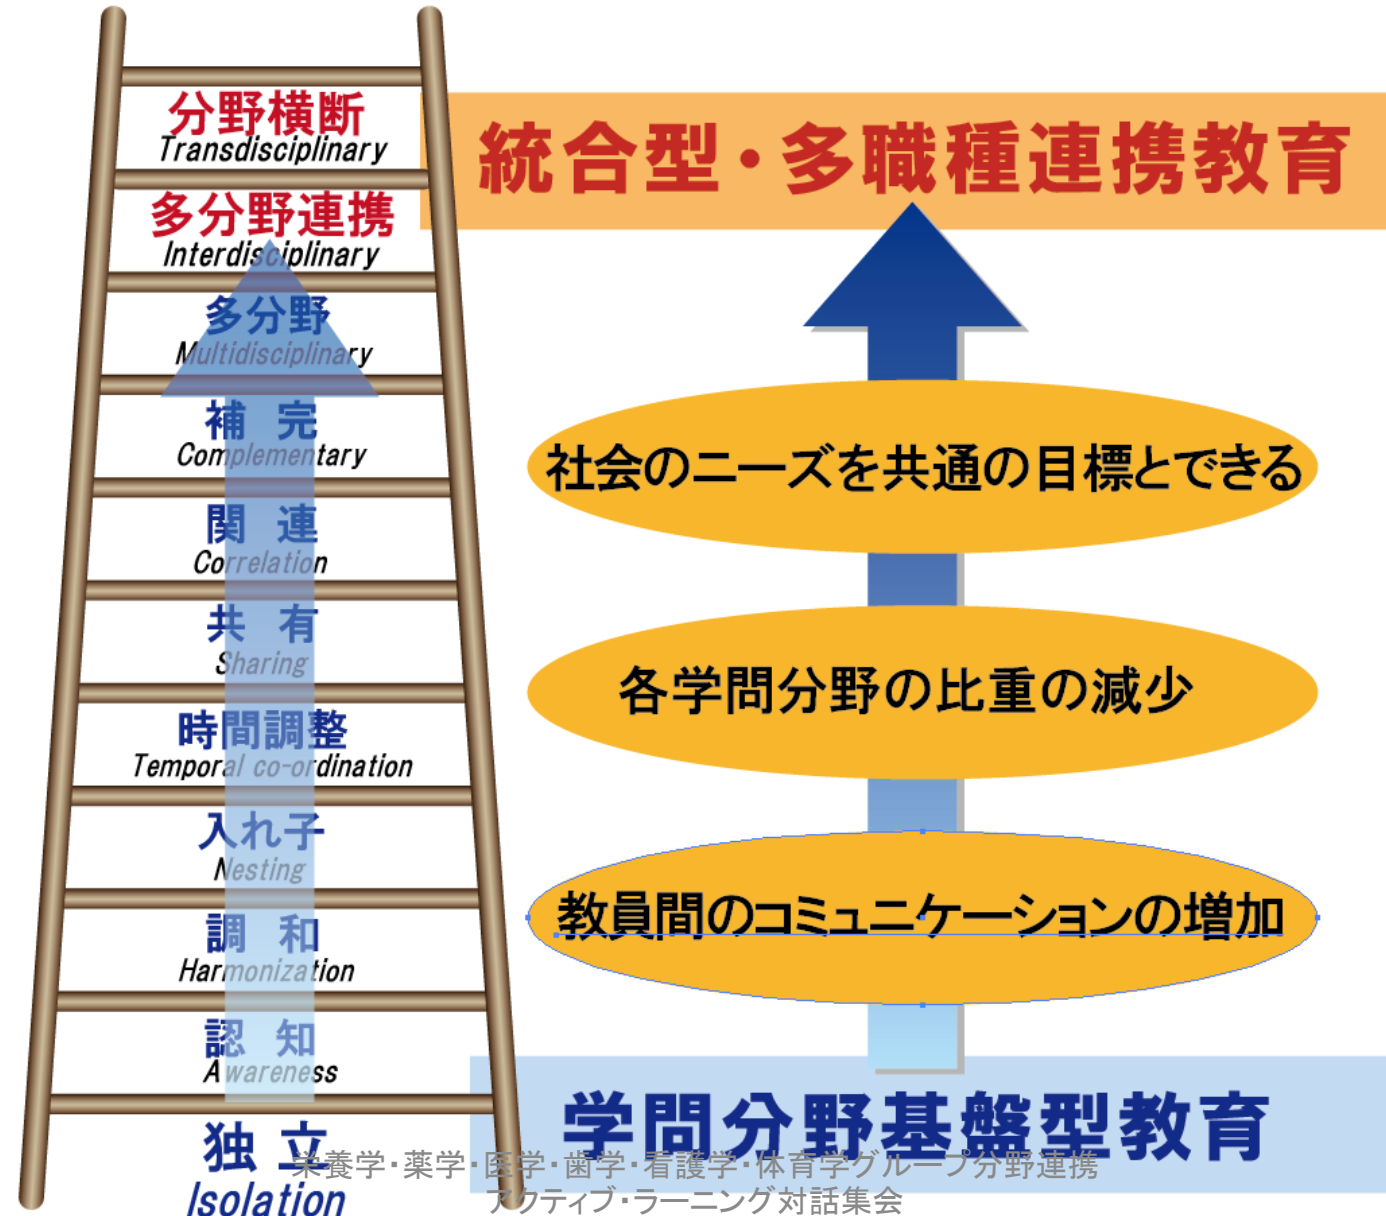 分野横断
Transdisciplinary
多分野連携
Interdisciplinary
多分野
Multidisciplinary
補完
Complementary
関連
Correlation
共有
Sharing
時間調整
Temporal co-ordination
入れ子
Nesting
調和
Harmonization
認知
Awareness
独立
Isolation
統合型・多職種連携教育
社会のニーズを共通の目標とできる
各学問分野の比重の減少
教員間のコミュニケーションの増加
学問分野基盤型教育
栄養学・薬学・医学・歯学・看護学・体育学グループ分野連携
アクティブ・ラーニング対話集会